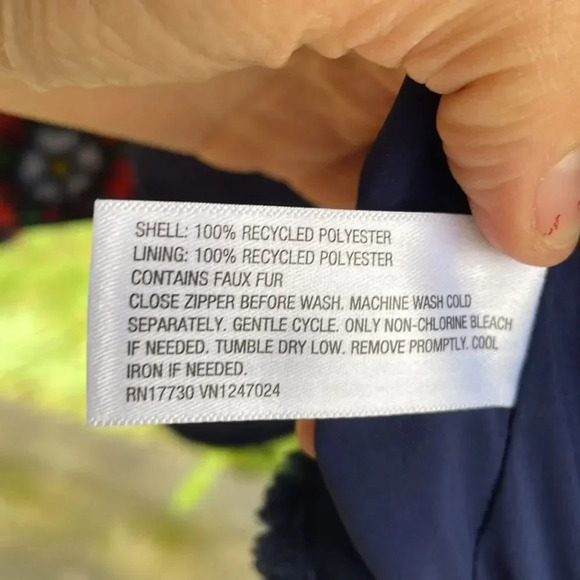 SHELL: 100% RECYCLED POLYESTER
LINING: 100% RECYCLED POLYESTER
CONTAINS FAUX FUR
CLOSE ZIPPER BEFORE WASH. MACHINE WASH COLD
SEPARATELY. GENTLE CYCLE. ONLY NON-CHLORINE BLEACH
IF NEEDED. TUMBLE DRY LOW. REMOVE PROMPTLY. COOL
IRON IF NEEDED.
RN17730 VN1247024